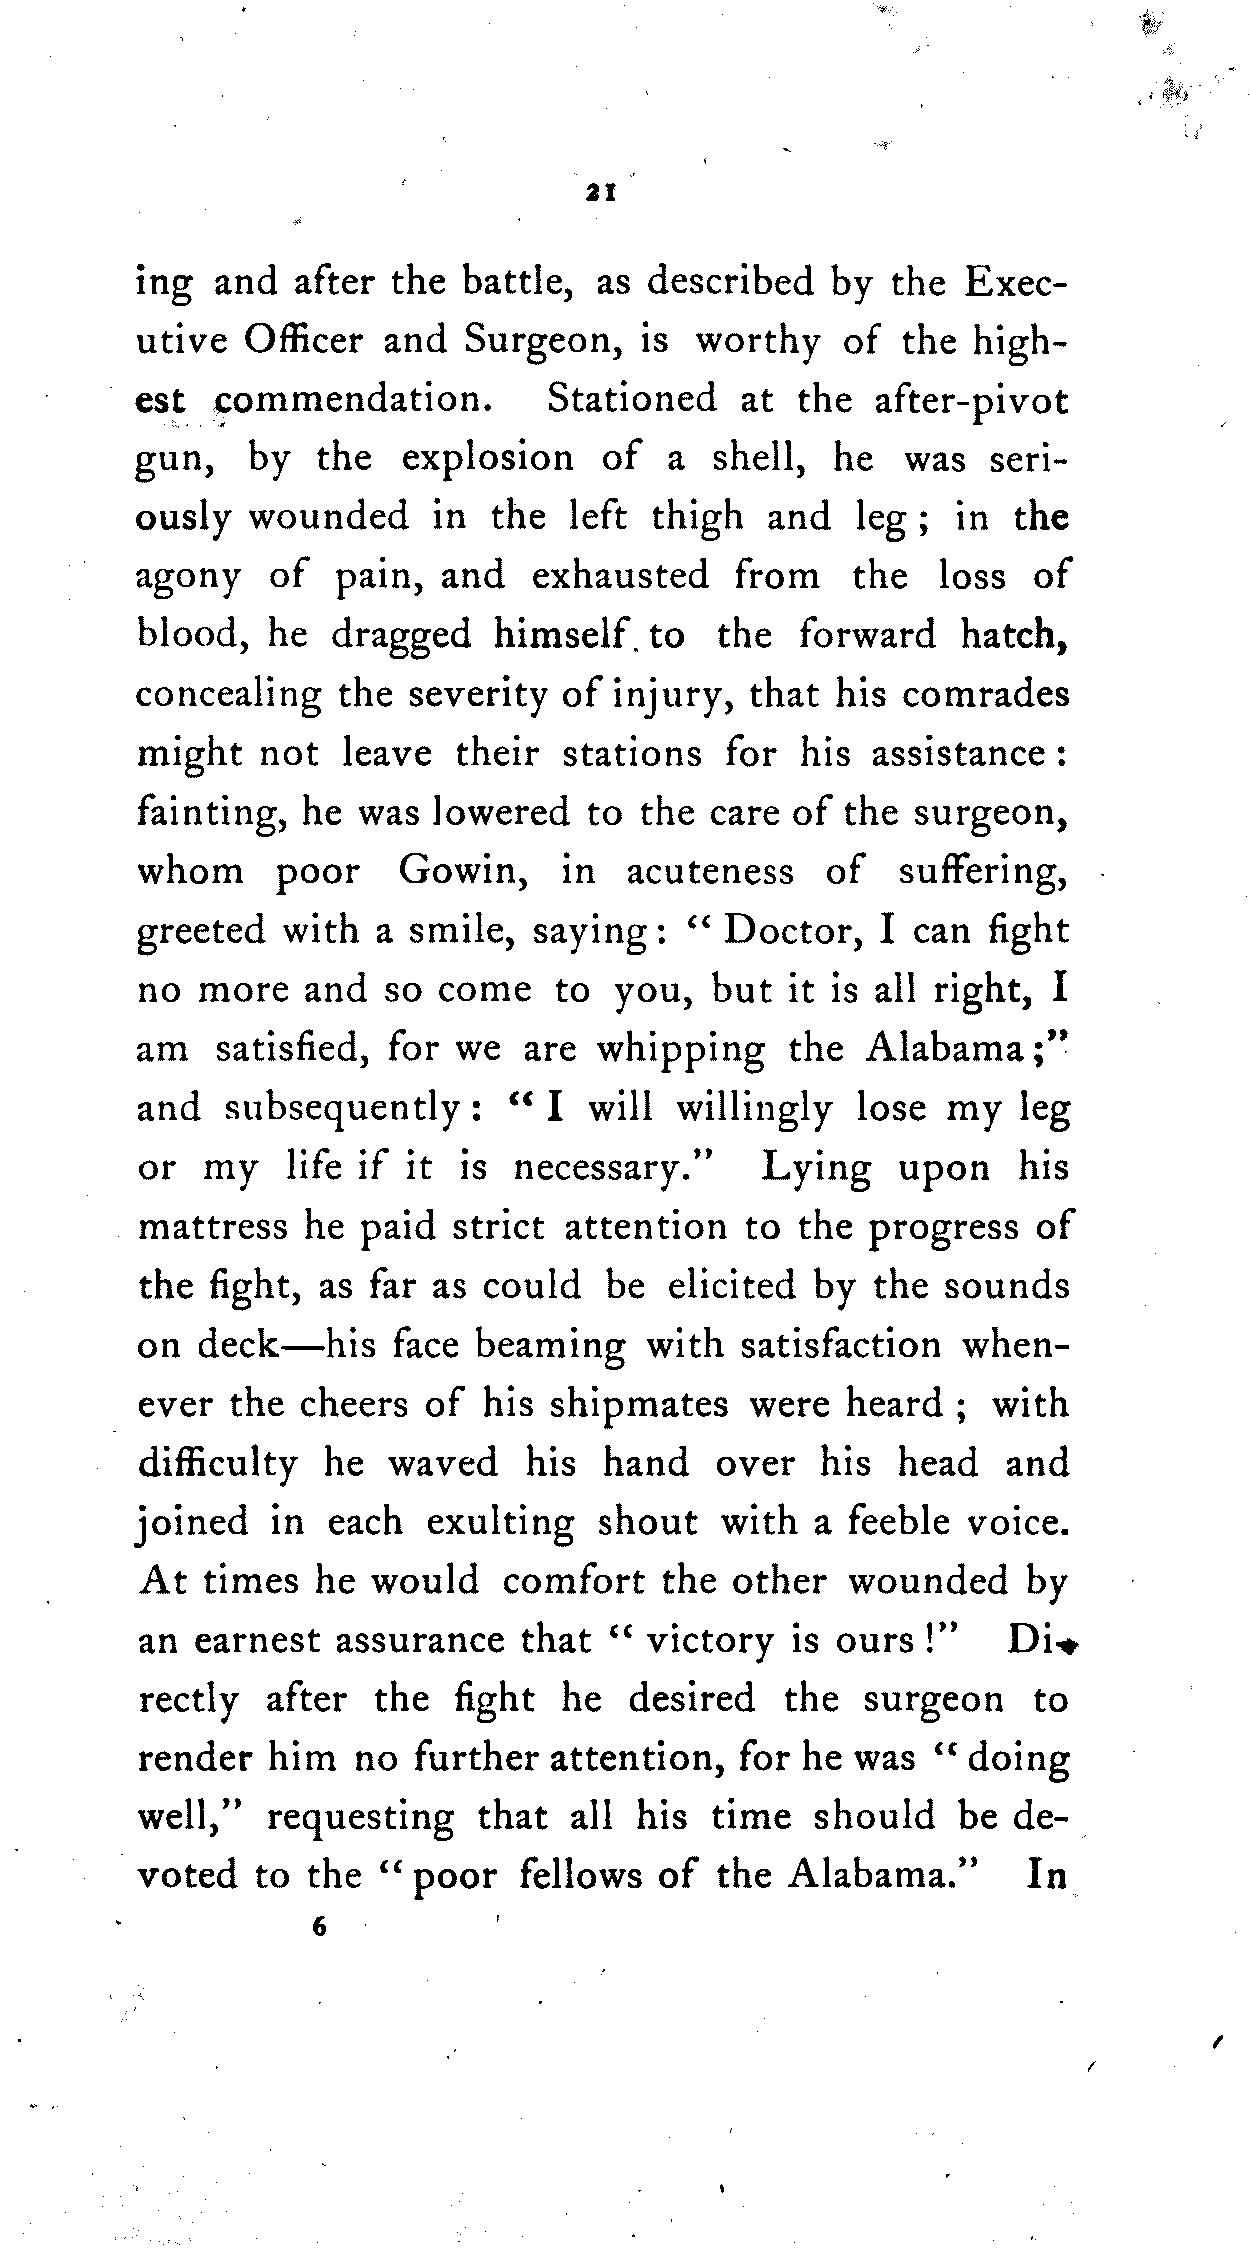 21
ing and after the battle, as described by the Exec-
utive Officer and Surgeon, is worthy of the high-
est commendation. Stationed at the after-pivot
gun, by the explosion of a shell, he was seri-
ously wounded in the left thigh and leg ; in the
agony of pain, and exhausted from the loss of
blood, he dragged himself to the forward hatch,
concealing the severity of injury, that his comrades
might not leave their stations for his assistance :
fainting, he was lowered to the care of the surgeon,
whom poor Gowin, in acuteness of suffering,
greeted with a smile, saying : “ Doctor, I can fight
no more and so come to you, but it is all right, I
am satisfied, for we are whipping the Alabama ;”
and subsequently : “ I will willingly lose my leg
or my life if it is necessary.” Lying upon his
mattress he paid strict attention to the progress of
the fight, as far as could be elicited by the sounds
on deck—his face beaming with satisfaction when-
ever the cheers of his shipmates were heard ; with
difficulty he waved his hand over his head and
joined in each exulting shout with a feeble voice.
At times he would comfort the other wounded by
an earnest assurance that “ victory is ours !” Di-
rectly after the fight he desired the surgeon to
render him no further attention, for he was “ doing
well,” requesting that all his time should be de-
voted to the “ poor fellows of the Alabama.” In
6